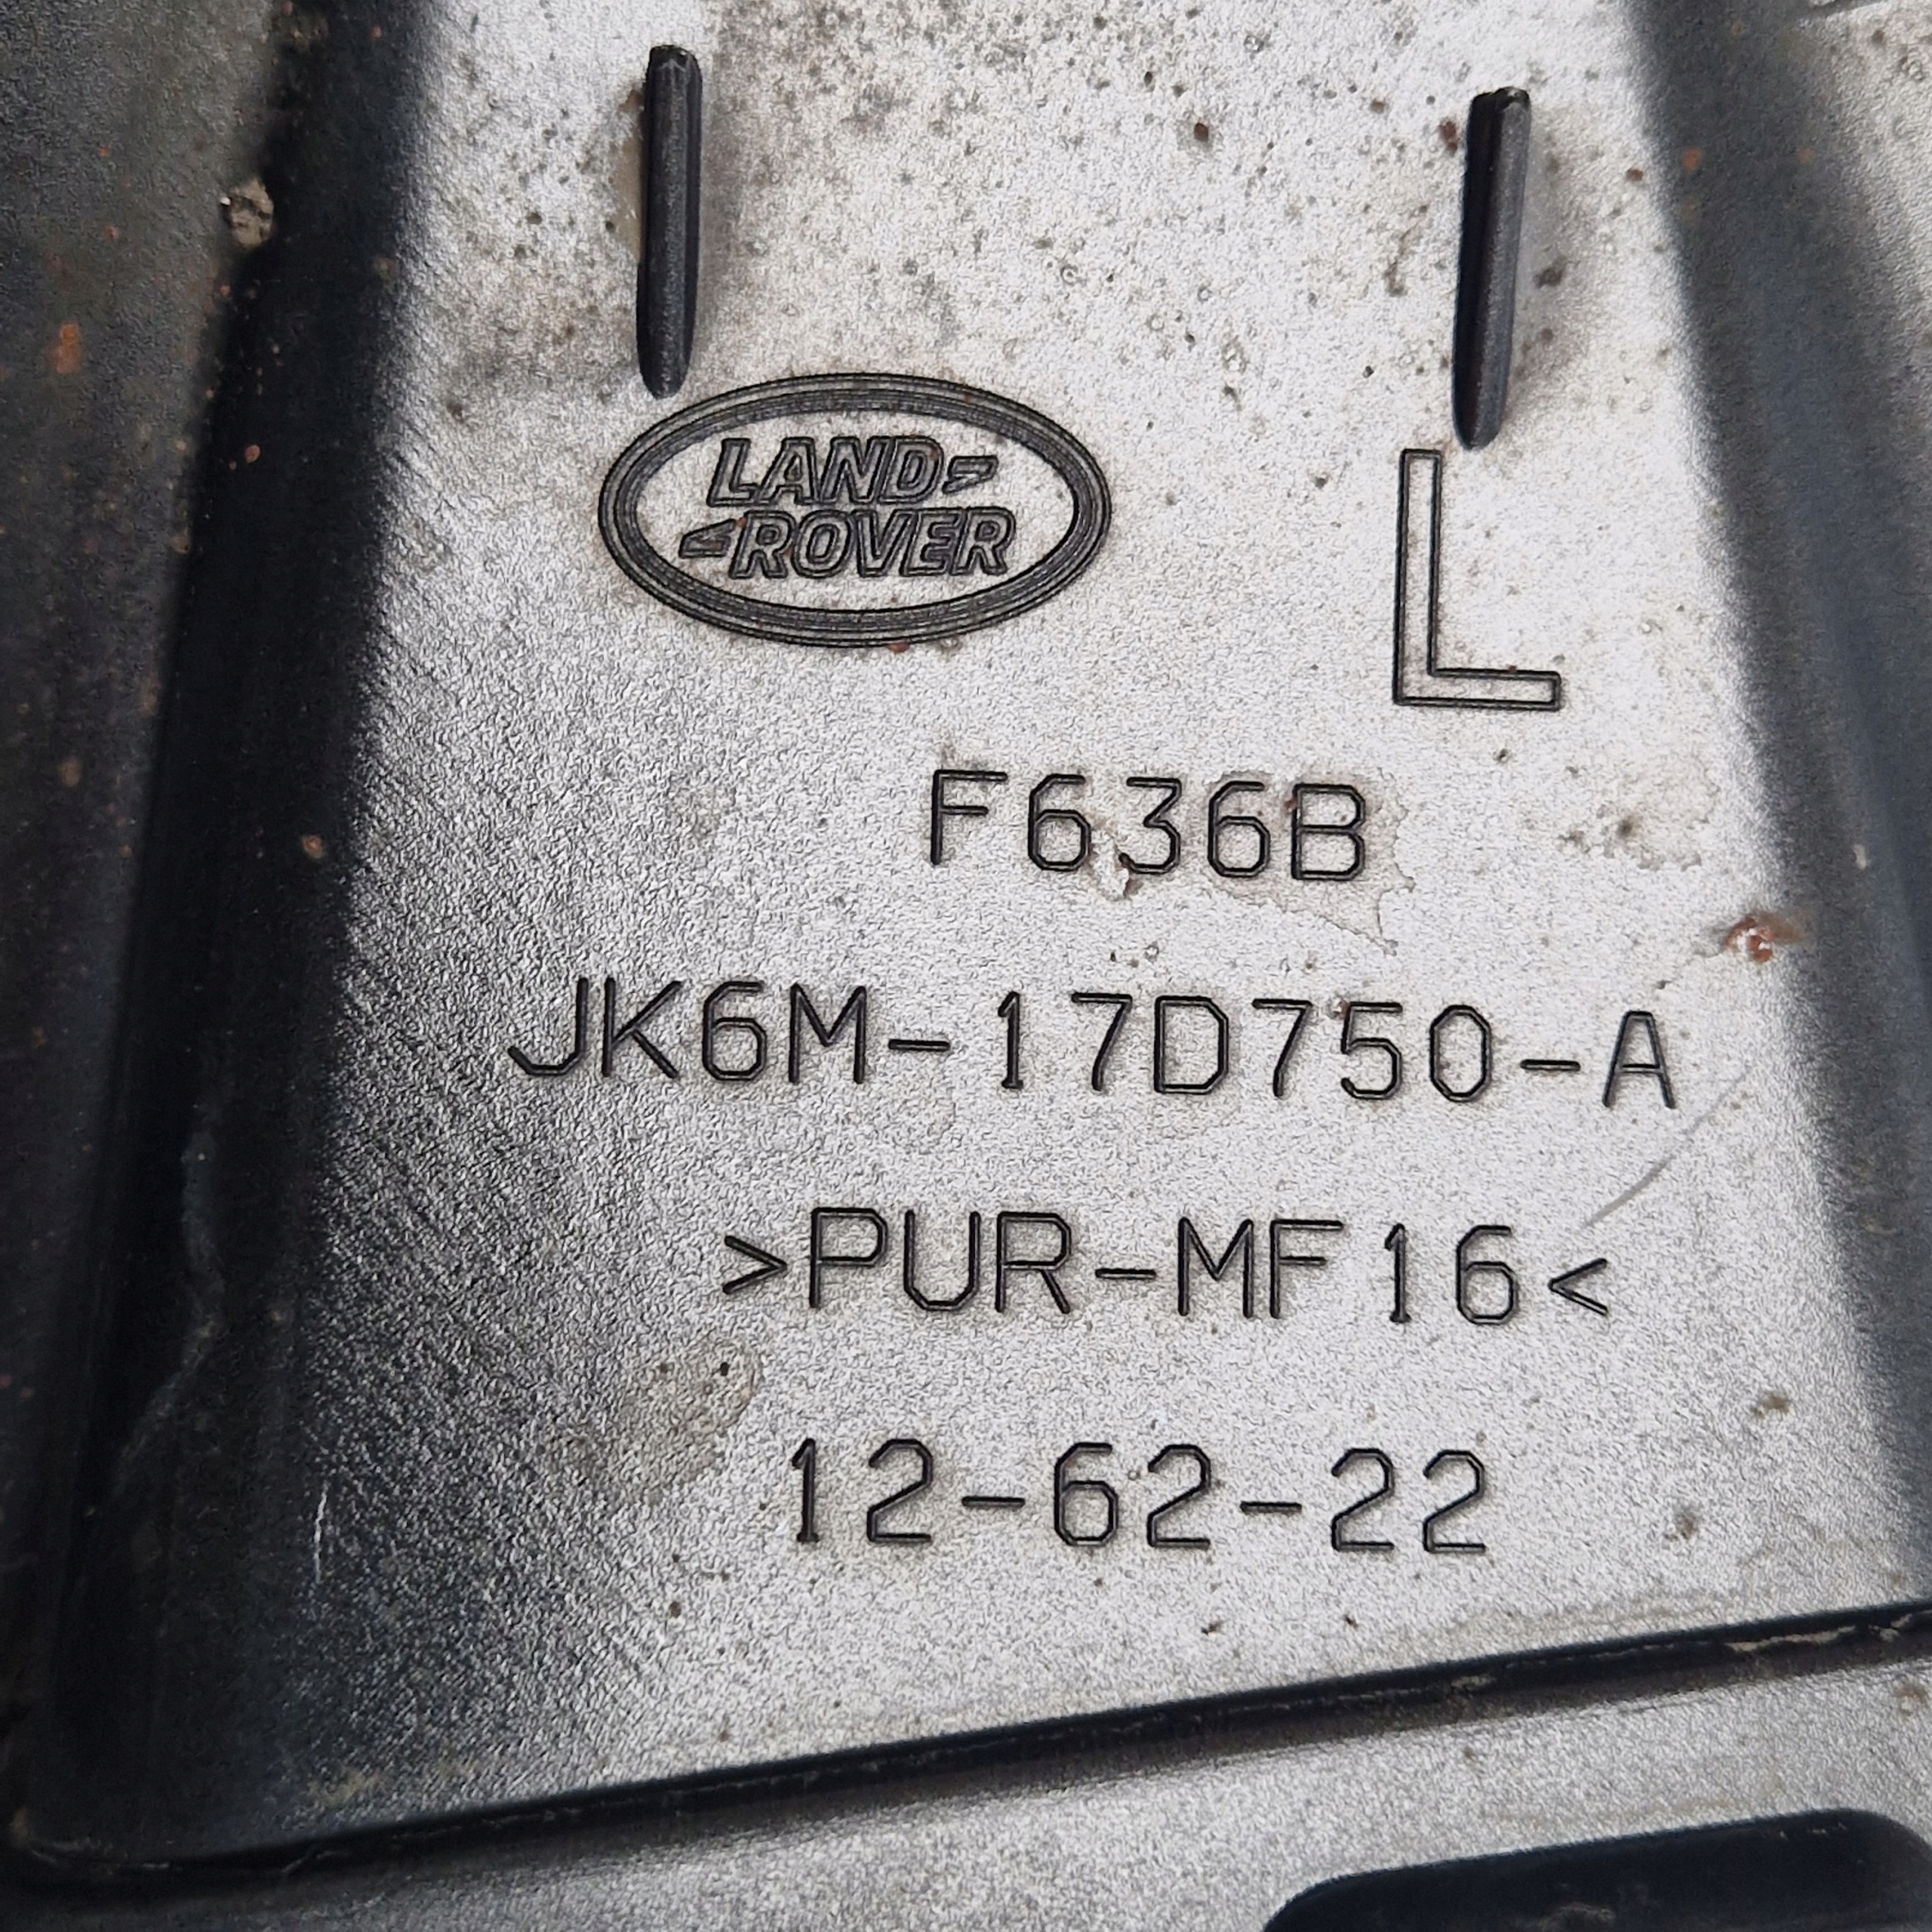 LAND
ROVER
L
F636B
JK6M-17D750-A
>PUR-MF16<
12-62-22